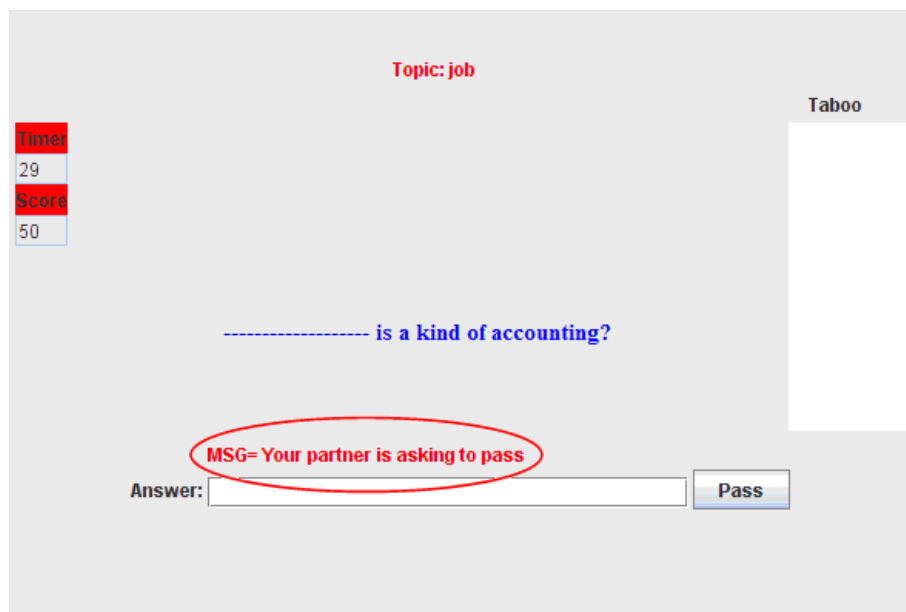 Topic: job
Taboo
Timer
29
Score
50
------------------- is a kind of accounting?
MSG= Your partner is asking to pass
Answer:
Pass